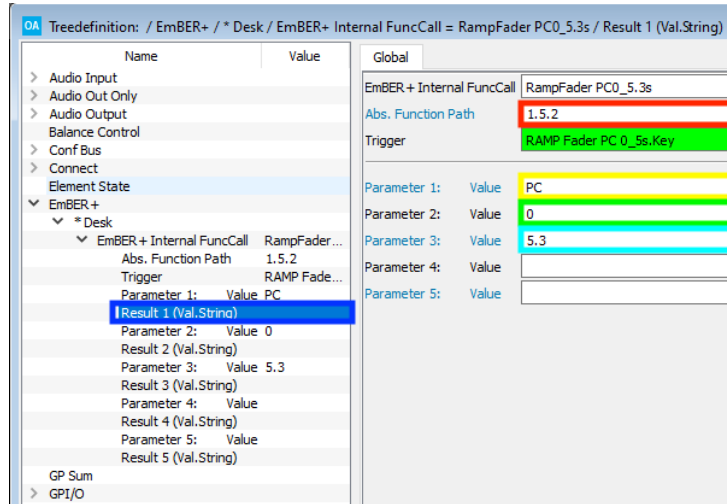 OA Treedefinition: / EmBER+ / * Desk / EmBER+ Internal FuncCall = RampFader PC0_5.3s / Result 1 (Val.String)
Name Value
Audio Input
Audio Out Only
Audio Output
Balance Control
Conf Bus
Connect
Element State
EmBER+
* Desk
EmBER+ Internal FuncCall RampFader...
Abs. Function Path 1.5.2
Trigger RAMP Fade...
Parameter 1: Value PC
Result 1 (Val.String)
Parameter 2: Value 0
Result 2 (Val.String)
Parameter 3: Value 5.3
Result 3 (Val.String)
Parameter 4: Value
Result 4 (Val.String)
Parameter 5: Value
Result 5 (Val.String)
GP Sum
GPI/O
Global
EmBER+ Internal FuncCall RampFader PC0_5.3s
Abs. Function Path 1.5.2
Trigger RAMP Fader PC 0_5s.Key
Parameter 1: Value PC
Parameter 2: Value 0
Parameter 3: Value 5.3
Parameter 4: Value
Parameter 5: Value